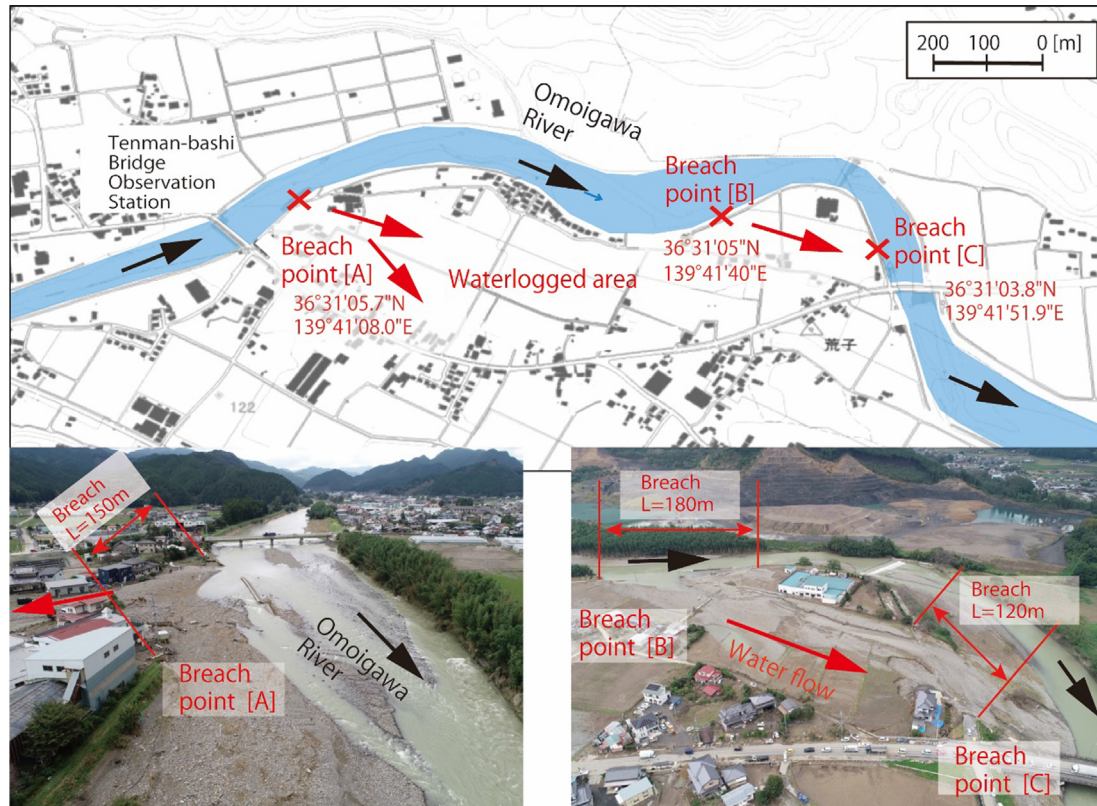 200 100 0 [m]
Omoigawa
River
Tenman-bashi
Bridge
Observation
Station
Breach
point [B]
Breach
point [A]
36°31'05.7"N
139°41'08.0"E
Waterlogged area
36°31'05"N
139°41'40"E
Breach
point [C]
36°31'03.8"N
139°41'51.9"E
荒子
122
Breach
L=150m
Omoigawa
River
Breach
point [A]
Breach
L=180m
Breach
L=120m
Breach
point [B]
Water flow
Breach
point [C]